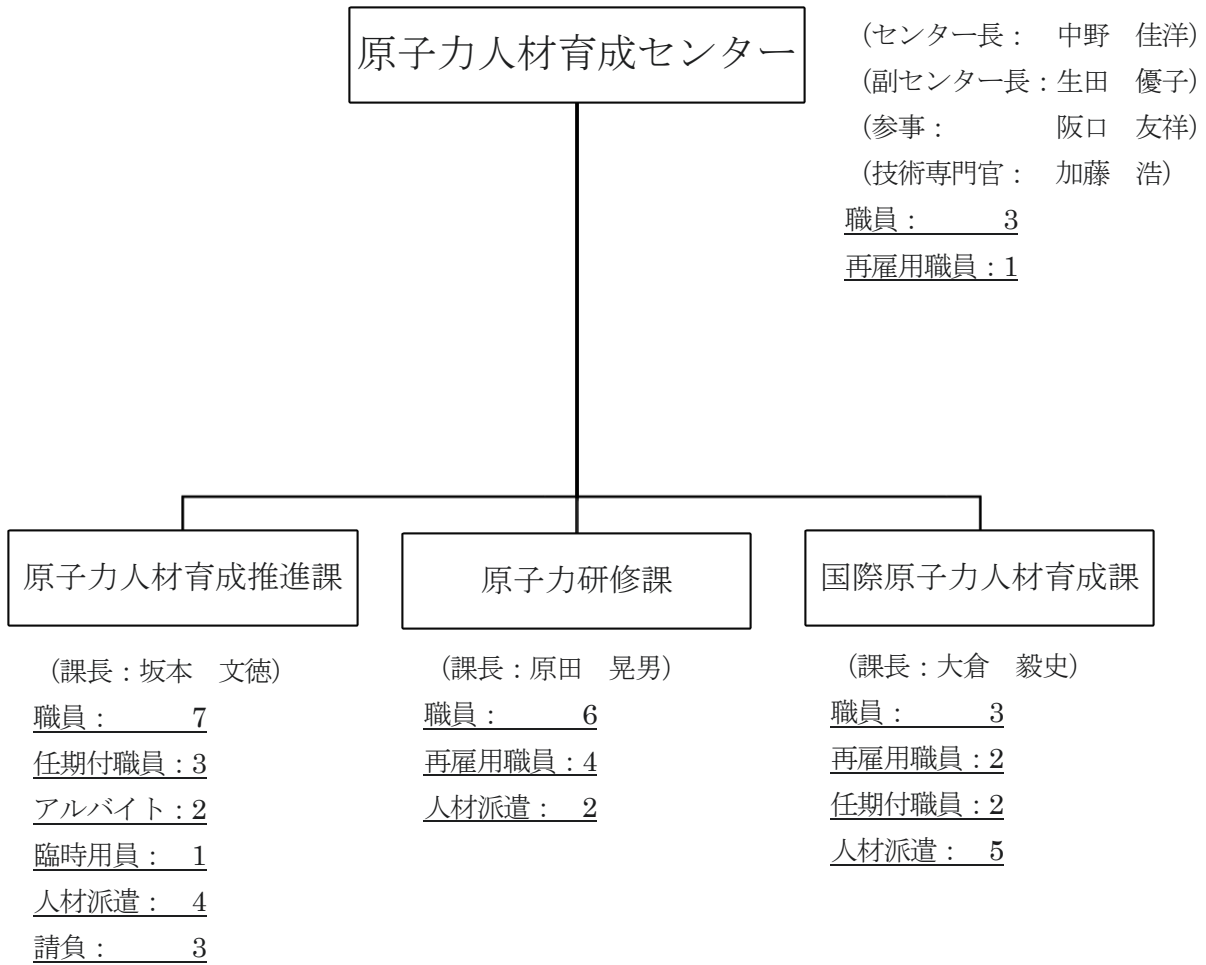 原子力人材育成センター
(センター長：　中野　佳洋)
(副センター長：生田　優子)
(参事：　　　阪口　友祥)
(技術専門官：　加藤　浩)
職員：　　3
再雇用職員：1
原子力人材育成推進課
(課長：坂本　文徳)
職員：　　7
任期付職員：3
アルバイト：2
臨時用員：　1
人材派遣：　4
請負：　　3
原子力研修課
(課長：原田　晃男)
職員：　　6
再雇用職員：4
人材派遣：　2
国際原子力人材育成課
(課長：大倉　毅史)
職員：　　3
再雇用職員：2
任期付職員：2
人材派遣：　5